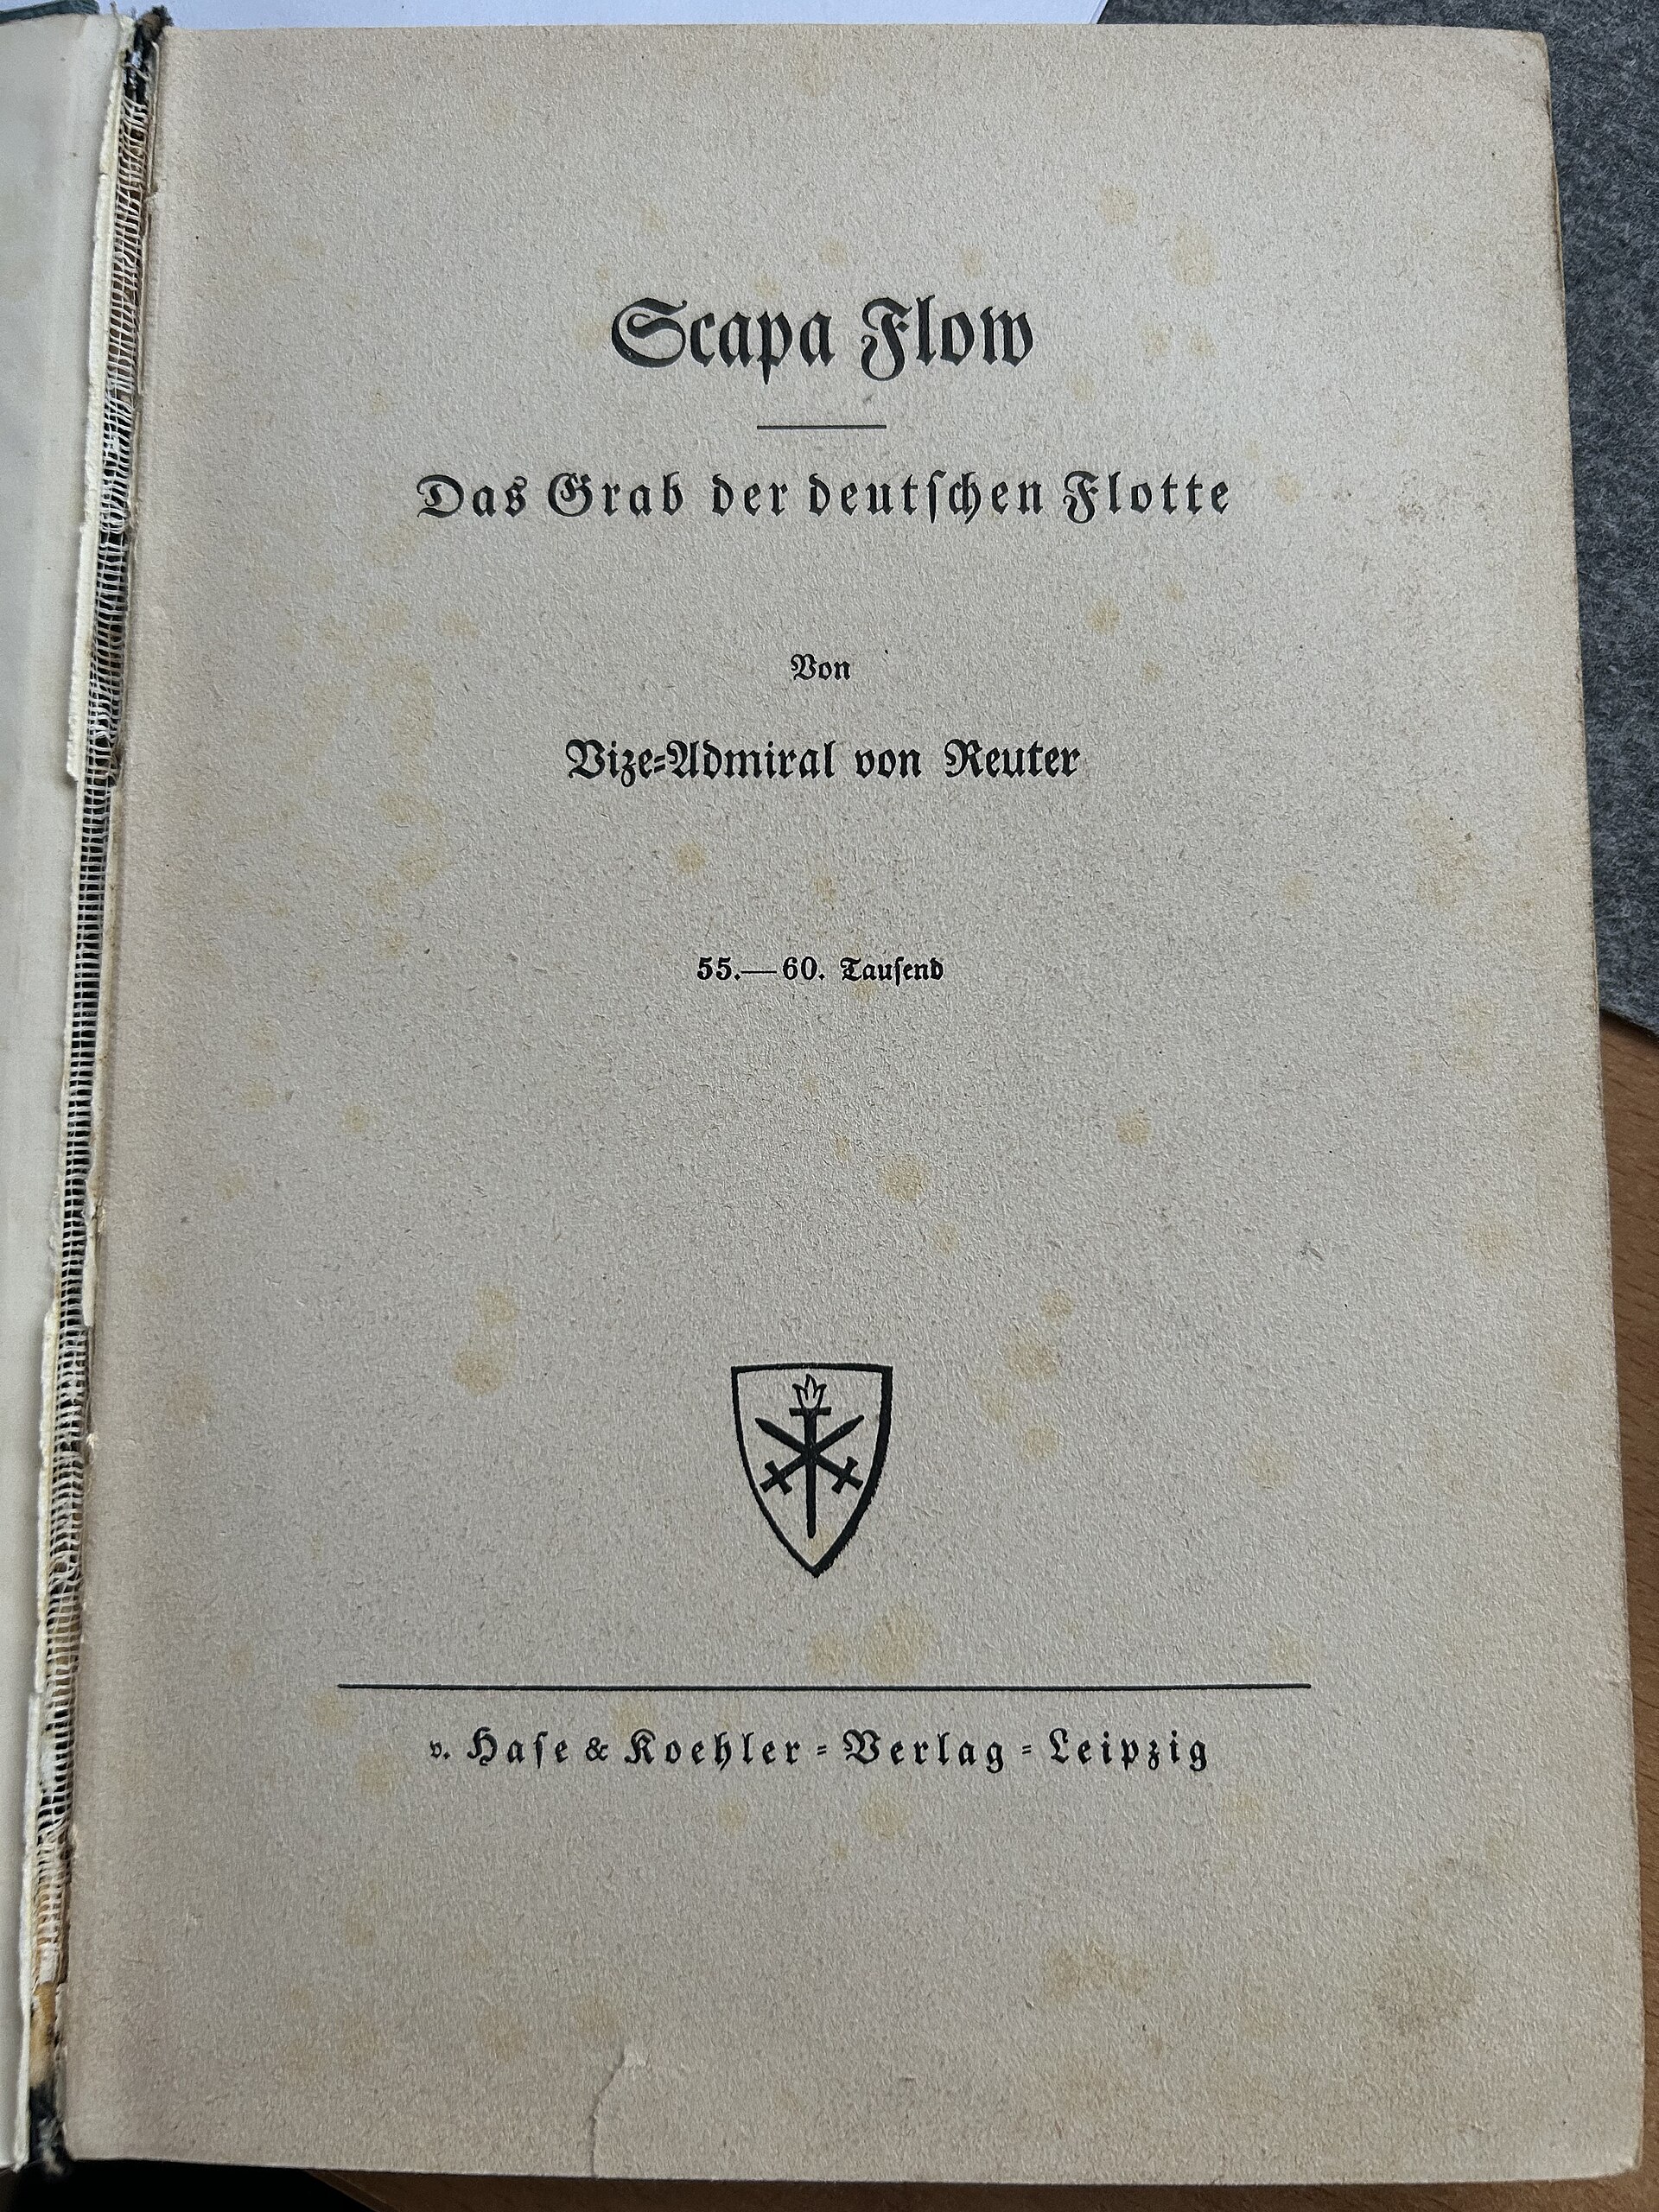 Scapa Flow
Das Grab der deutſchen Flotte
Von
Vize-Admiral von Reuter
55.—60. Tauſend
v. Haſe & Koehler - Verlag - Leipzig